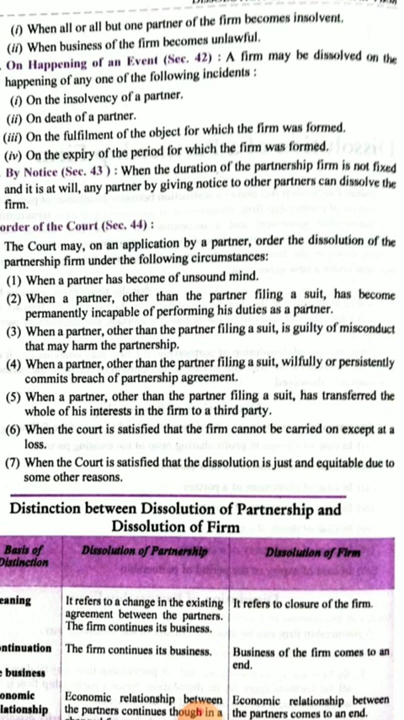 (i) When all or all but one partner of the firm becomes insolvent.
(ii) When business of the firm becomes unlawful.
On Happening of an Event (Sec. 42) : A firm may be dissolved on the
happening of any one of the following incidents :
(i) On the insolvency of a partner.
(ii) On death of a partner.
(iii) On the fulfilment of the object for which the firm was formed.
(iv) On the expiry of the period for which the firm was formed.
By Notice (Sec. 43 ) : When the duration of the partnership firm is not fixed
and it is at will, any partner by giving notice to other partners can dissolve the
firm.
order of the Court (Sec. 44) :
The Court may, on an application by a partner, order the dissolution of the
partnership firm under the following circumstances:
(1) When a partner has become of unsound mind.
(2) When a partner, other than the partner filing a suit, has become
permanently incapable of performing his duties as a partner.
(3) When a partner, other than the partner filing a suit, is guilty of misconduct
that may harm the partnership.
(4) When a partner, other than the partner filing a suit, wilfully or persistently
commits breach of partnership agreement.
(5) When a partner, other than the partner filing a suit, has transferred the
whole of his interests in the firm to a third party.
(6) When the court is satisfied that the firm cannot be carried on except at a
loss.
(7) When the Court is satisfied that the dissolution is just and equitable due to
some other reasons.
Distinction between Dissolution of Partnership and
Dissolution of Firm
Basis of Distinction
Dissolution of Partnership
Dissolution of Firm
eaning
It refers to a change in the existing
agreement between the partners.
The firm continues its business.
It refers to closure of the firm.
ntinuation
business
The firm continues its business.
Business of the firm comes to an
end.
onomic
lationship
Economic relationship between
the partners continues though in a
Economic relationship between
the partners comes to an end.